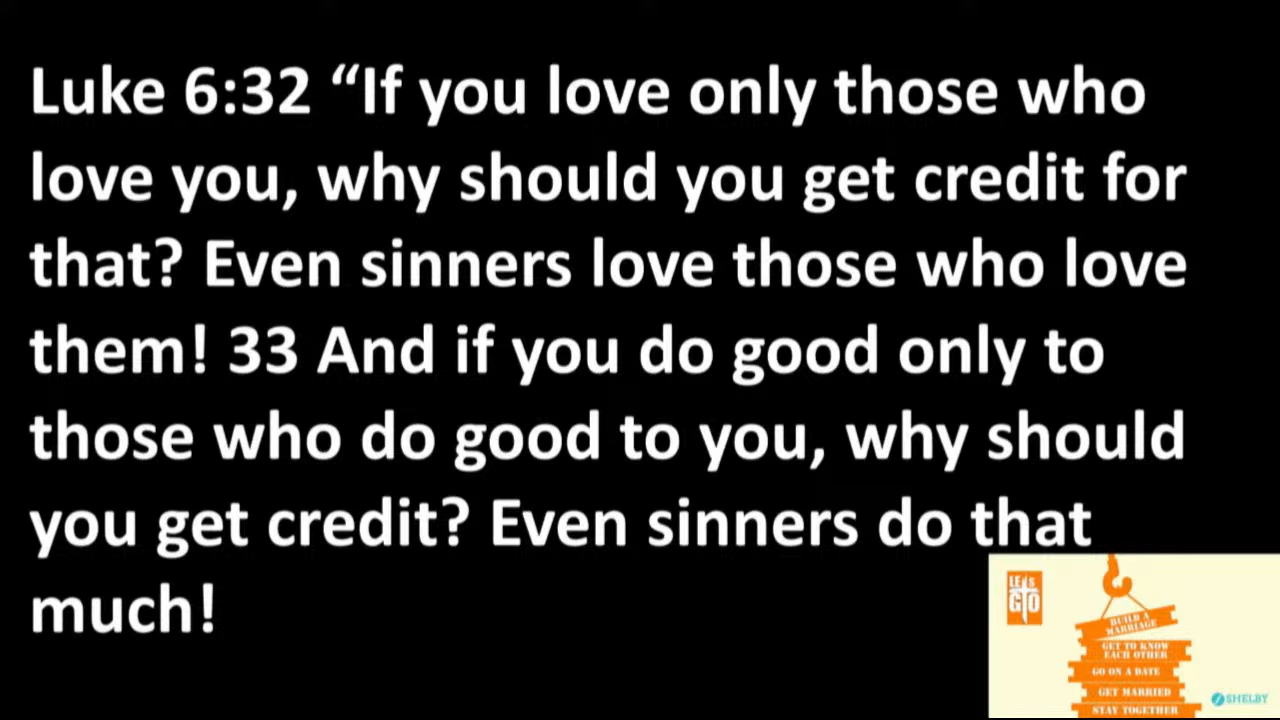 Luke 6:32 “If you love only those who
love you, why should you get credit for
that? Even sinners love those who love
them! 33 And if you do good only to
those who do good to you, why should
you get credit? Even sinners do that
much!
LET'S
GO
BUILD A
MARRIAGE
GET TO KNOW
EACH OTHER
GO ON A DATE
GET MARRIED
STAY TOGETHER
SHELBY